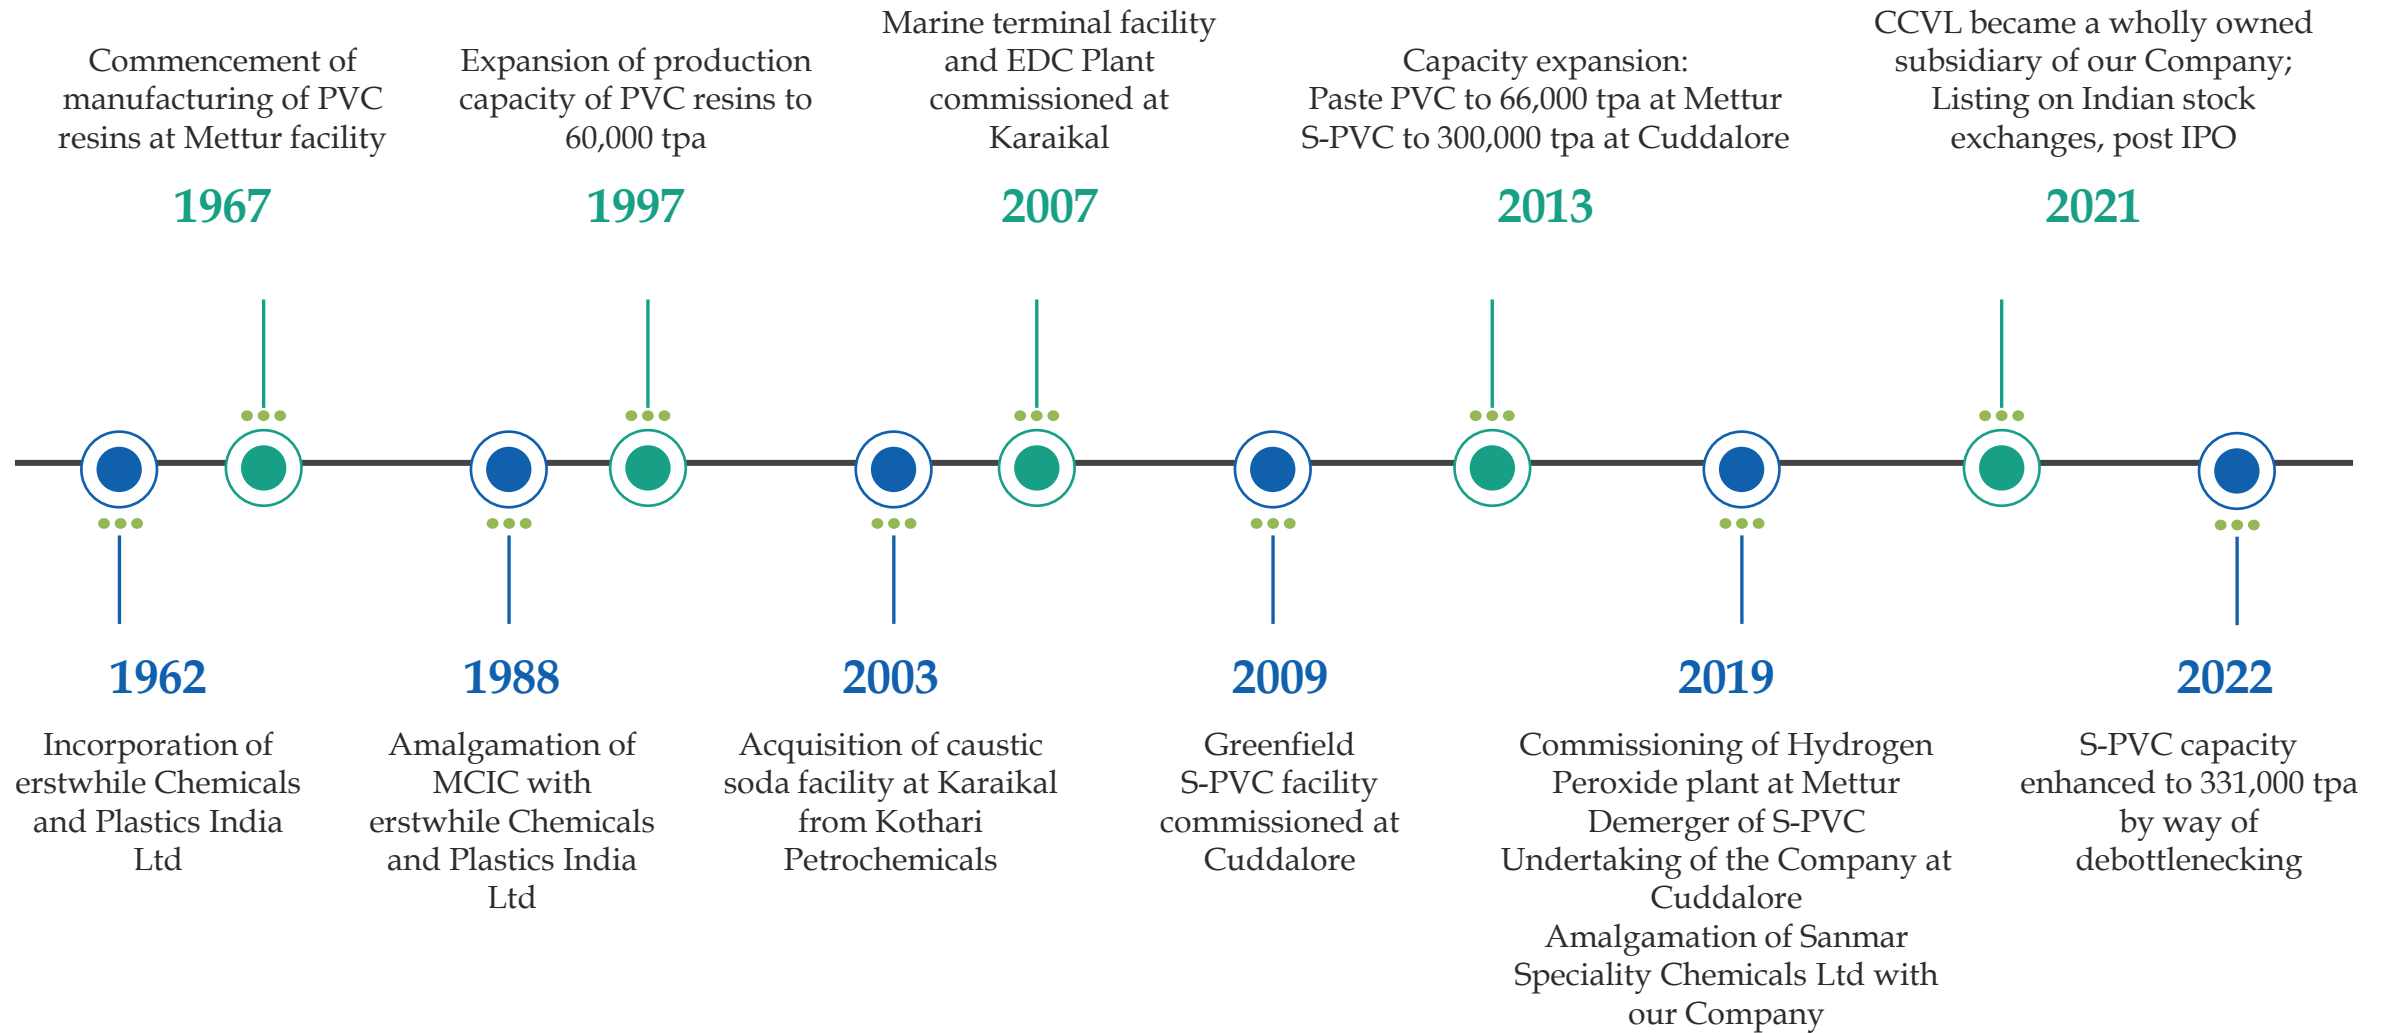 Commencement of
manufacturing of PVC
resins at Mettur facility
1967
Expansion of production
capacity of PVC resins to
60,000 tpa
1997
Marine terminal facility
and EDC Plant
commissioned at
Karaikal
2007
Capacity expansion:
Paste PVC to 66,000 tpa at Mettur
S-PVC to 300,000 tpa at Cuddalore
2013
CCVL became a wholly owned
subsidiary of our Company;
Listing on Indian stock
exchanges, post IPO
2021
1962
Incorporation of
erstwhile Chemicals
and Plastics India
Ltd
1988
Amalgamation of
MCIC with
erstwhile Chemicals
and Plastics India
Ltd
2003
Acquisition of caustic
soda facility at Karaikal
from Kothari
Petrochemicals
2009
Greenfield
S-PVC facility
commissioned at
Cuddalore
2019
Commissioning of Hydrogen
Peroxide plant at Mettur
Demerger of S-PVC
Undertaking of the Company at
Cuddalore
Amalgamation of Sanmar
Speciality Chemicals Ltd with
our Company
2022
S-PVC capacity
enhanced to 331,000 tpa
by way of
debottlenecking